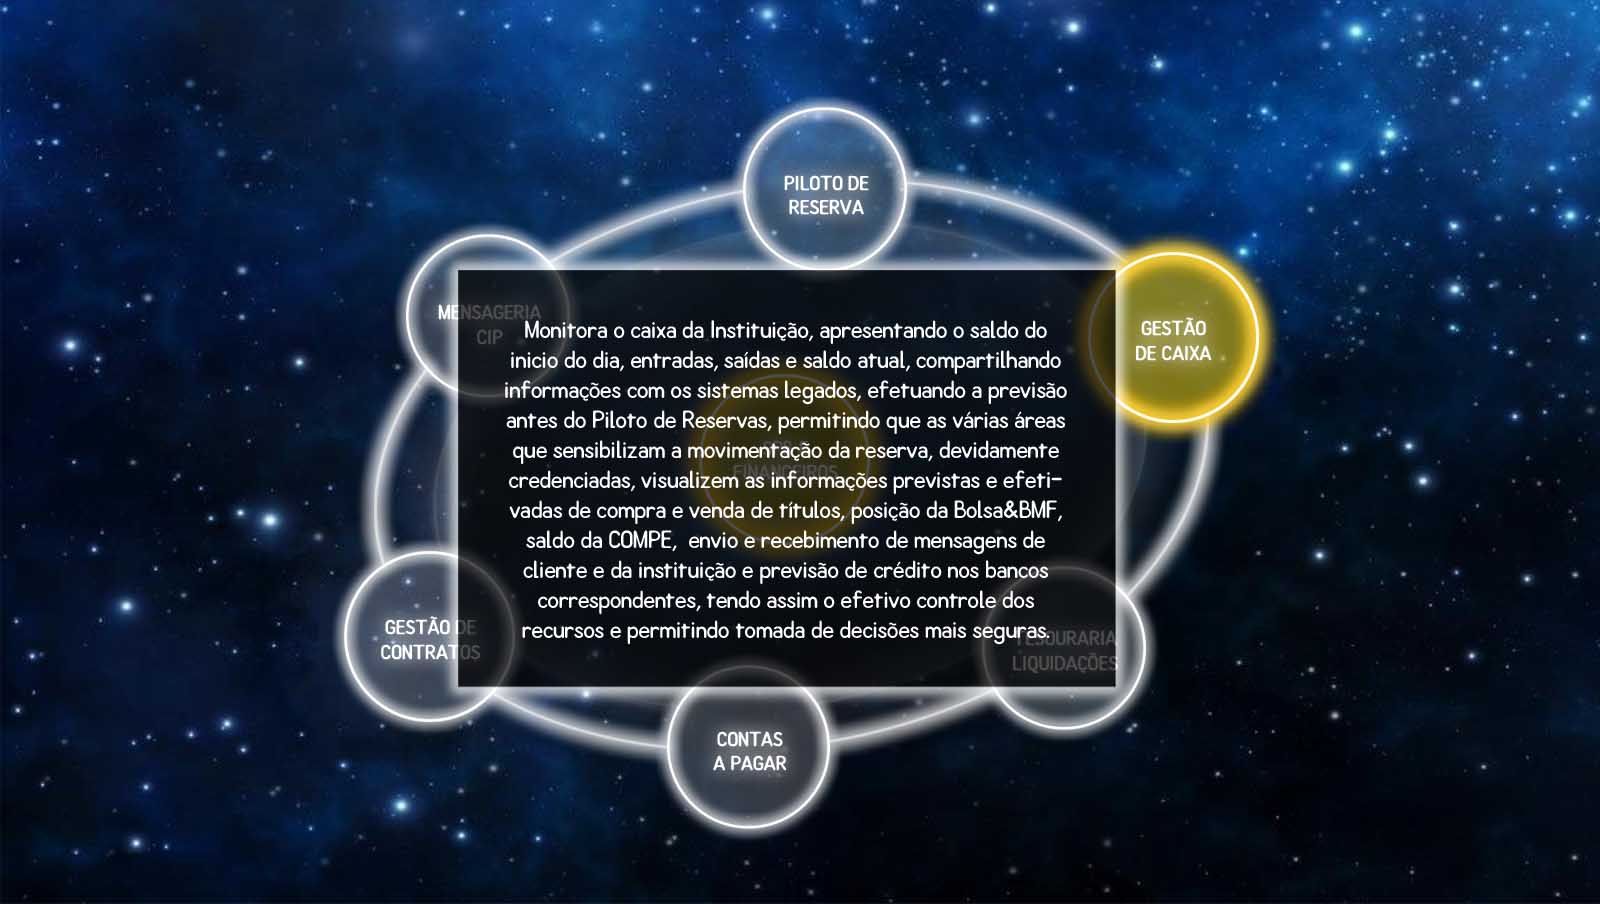 PILOTO DE
RESERVA
MENSAGERIA
CIP
GESTÃO
DE CAIXA
Monitora o caixa da Instituição, apresentando o saldo do
inicio do dia, entradas, saídas e saldo atual, compartilhando
informações com os sistemas legados, efetuando a previsão
antes do Piloto de Reservas, permitindo que as várias áreas
que sensibilizam a movimentação da reserva, devidamente
credenciadas, visualizem as informações previstas e efeti-
vadas de compra e venda de títulos, posição da Bolsa&BMF,
saldo da COMPE,  envio e recebimento de mensagens de
cliente e da instituição e previsão de crédito nos bancos
correspondentes, tendo assim o efetivo controle dos
recursos e permitindo tomada de decisões mais seguras.
FINANCEIROS
GESTÃO DE
CONTRATOS
TESOURARIA
LIQUIDAÇÕES
CONTAS
A PAGAR